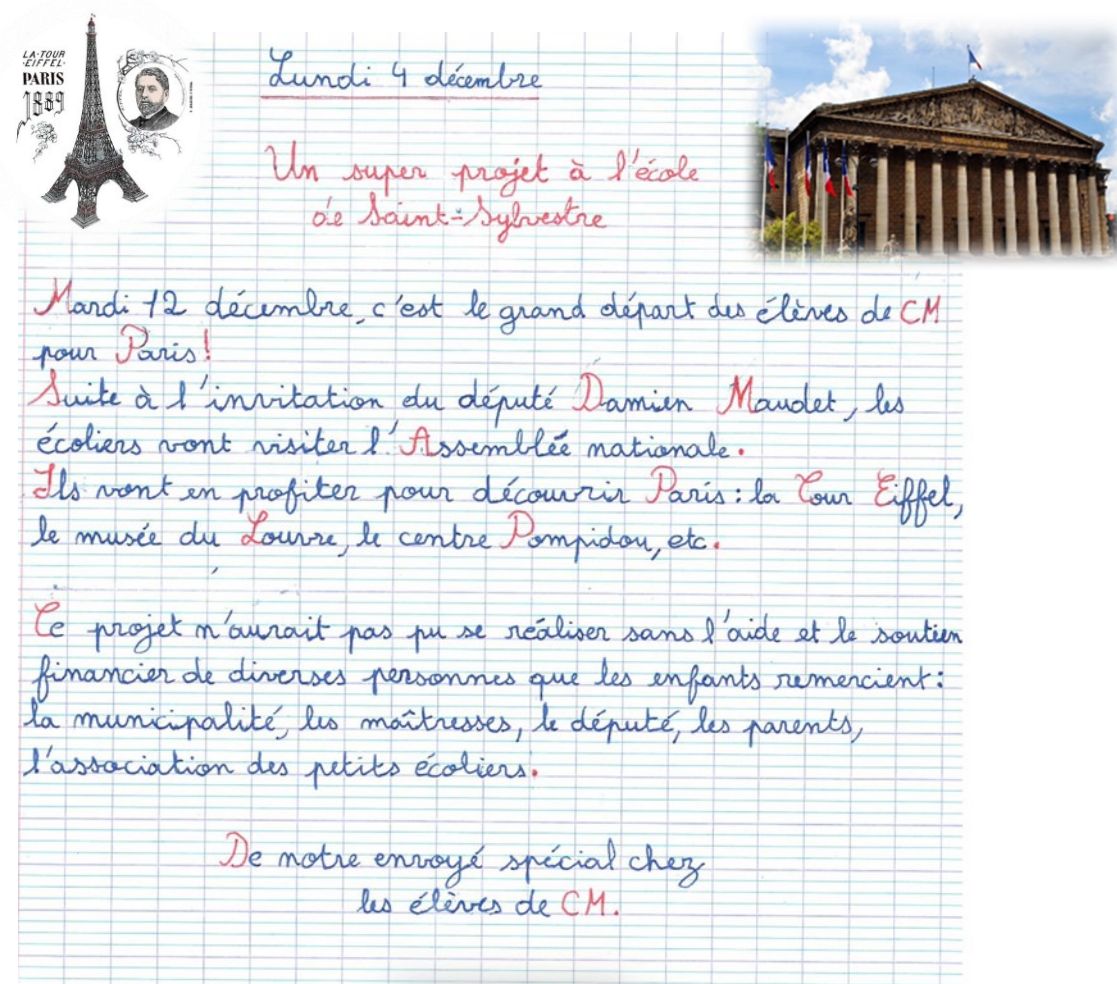 LA·TOUR
·EIFFEL·
PARIS
1889
Lundi 4 décembre
Un super projet à l'école
de Saint-Sylvestre
Mardi 12 décembre, c'est le grand départ des élèves de CM
pour Paris!
Suite à l'invitation du député Damien Maudet, les
écoliers vont visiter l'Assemblée nationale.
Ils vont en profiter pour découvrir Paris: la Tour Eiffel,
le musée du Louvre, le centre Pompidou, etc.
Ce projet n'aurait pas pu se réaliser sans l'aide et le soutien
financier de diverses personnes que les enfants remercient:
la municipalité, les maîtresses, le député, les parents,
l'association des petits écoliers.
De notre envoyé spécial chez
les élèves de CM.